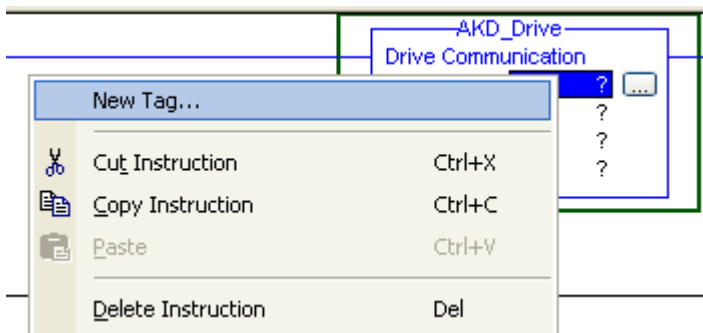 AKD_Drive
Drive Communication
? ...
?
?
?
New Tag...
Cut Instruction Ctrl+X
Copy Instruction Ctrl+C
Paste Ctrl+V
Delete Instruction Del